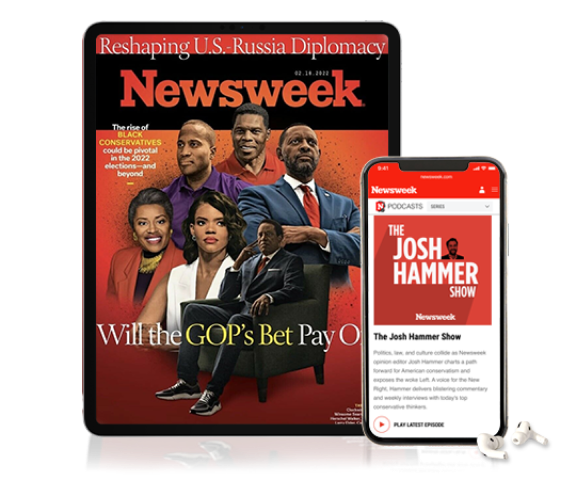 Reshaping U.S.-Russia Diplomacy
02.18.2022
Newsweek
The rise of
BLACK
CONSERVATIVES
could be pivotal
in the 2022
elections—and
beyond
Will the GOP's Bet Pay O
9:41
newsweek.com
Newsweek
N PODCASTS SERIES
THE
JOSH
HAMMER
SHOW
Newsweek
The Josh Hammer Show
Politics, law, and culture collide as Newsweek
opinion editor Josh Hammer charts a path
forward for American conservatism and
exposes the woke Left. A voice for the New
Right, Hammer delivers blistering commentary
and weekly interviews with today's top
conservative thinkers.
PLAY LATEST EPISODE